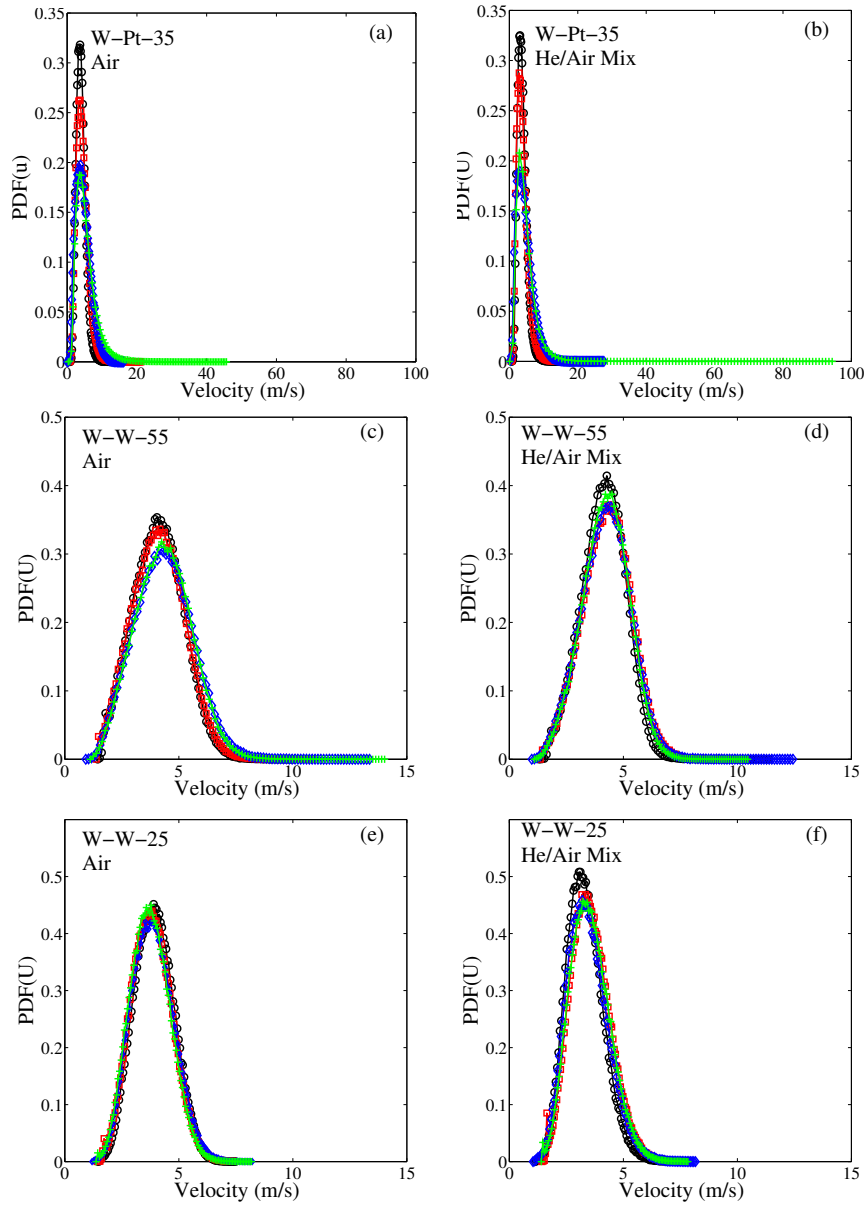 0.35
W−Pt−35
Air
(a)
0.3
0.25
0.2
0.15
0.1
0.05
0
PDF(u)
0 20 40 60 80 100
Velocity (m/s)
0.35
W−Pt−35
He/Air Mix
(b)
0.3
0.25
0.2
0.15
0.1
0.05
0
PDF(U)
0 20 40 60 80 100
Velocity (m/s)
0.5
W−W−55
Air
(c)
0.4
0.3
0.2
0.1
0
PDF(U)
0 5 10 15
Velocity (m/s)
0.5
W−W−55
He/Air Mix
(d)
0.4
0.3
0.2
0.1
0
PDF(U)
0 5 10 15
Velocity (m/s)
W−W−25
Air
(e)
0.5
0.4
0.3
0.2
0.1
0
PDF(U)
0 5 10 15
Velocity (m/s)
W−W−25
He/Air Mix
(f)
0.5
0.4
0.3
0.2
0.1
0
PDF(U)
0 5 10 15
Velocity (m/s)